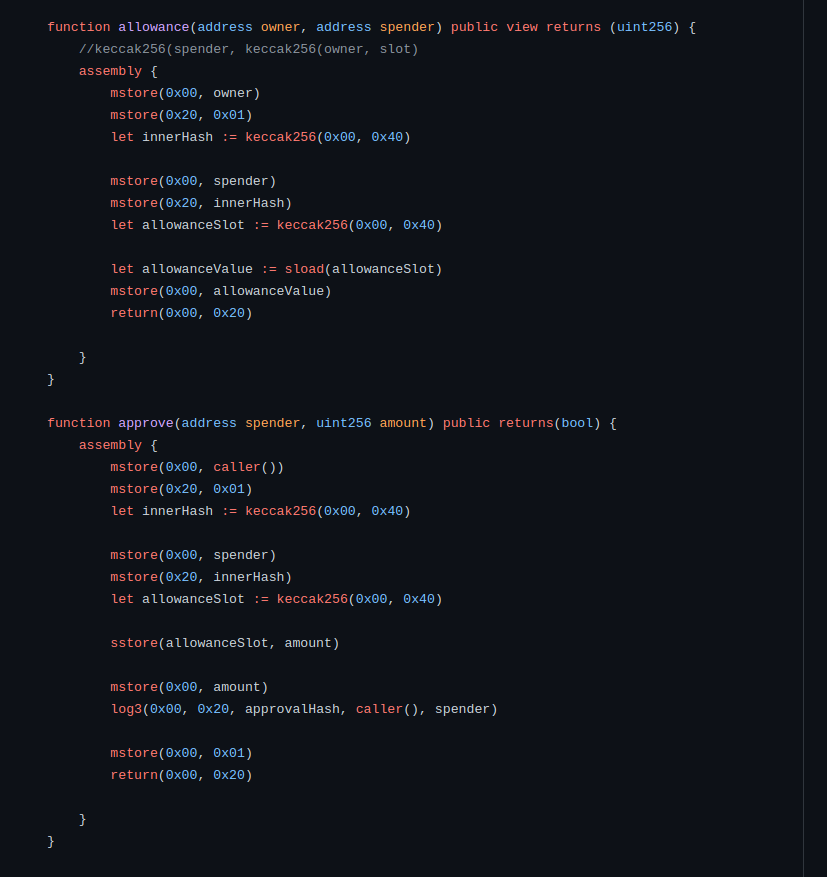 function allowance(address owner, address spender) public view returns (uint256) {
//keccak256(spender, keccak256(owner, slot)
assembly {
mstore(0x00, owner)
mstore(0x20, 0x01)
let innerHash := keccak256(0x00, 0x40)
mstore(0x00, spender)
mstore(0x20, innerHash)
let allowanceSlot := keccak256(0x00, 0x40)
let allowanceValue := sload(allowanceSlot)
mstore(0x00, allowanceValue)
return(0x00, 0x20)
}
}
function approve(address spender, uint256 amount) public returns(bool) {
assembly {
mstore(0x00, caller())
mstore(0x20, 0x01)
let innerHash := keccak256(0x00, 0x40)
mstore(0x00, spender)
mstore(0x20, innerHash)
let allowanceSlot := keccak256(0x00, 0x40)
sstore(allowanceSlot, amount)
mstore(0x00, amount)
log3(0x00, 0x20, approvalHash, caller(), spender)
mstore(0x00, 0x01)
return(0x00, 0x20)
}
}